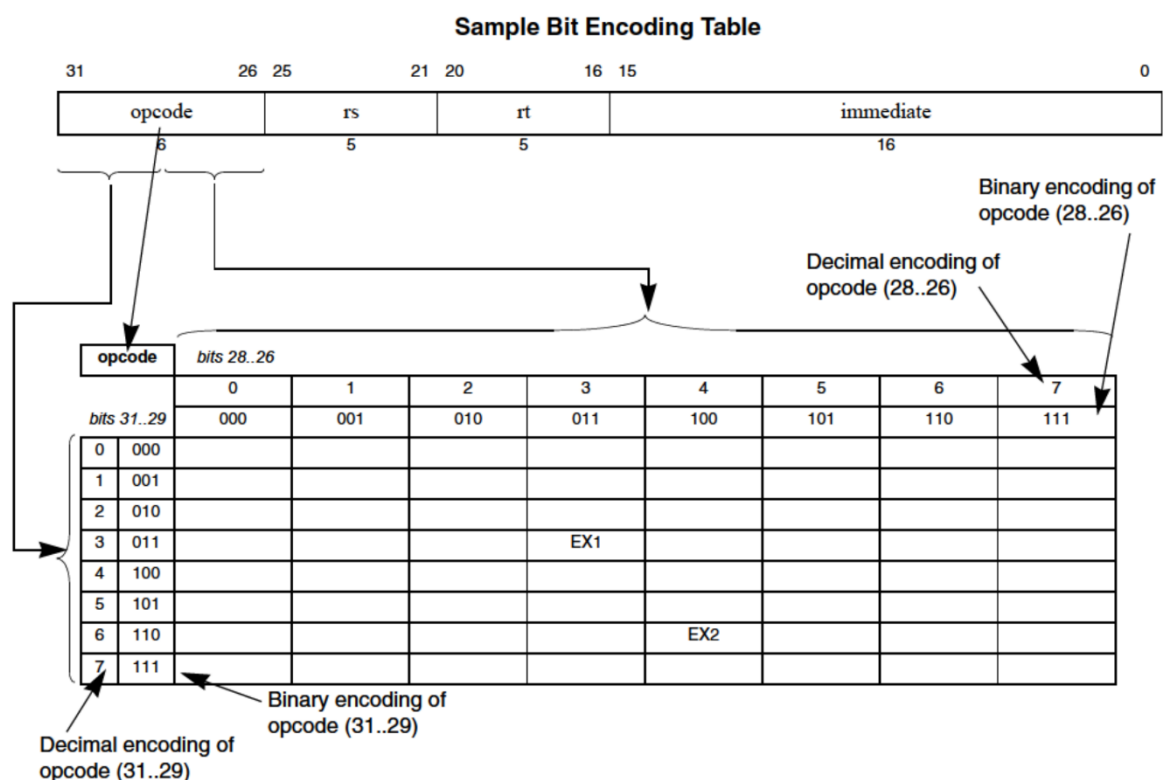 Sample Bit Encoding Table
31 26 25 21 20 16 15 0
opcode rs rt immediate
6 5 5 16
Binary encoding of
opcode (28..26)
Decimal encoding of
opcode (28..26)
opcode bits 28..26
0 1 2 3 4 5 6 7
bits 31..29 000 001 010 011 100 101 110 111
0 000
1 001
2 010
3 011 EX1
4 100
5 101
6 110 EX2
7 111
Binary encoding of
opcode (31..29)
Decimal encoding of
opcode (31..29)